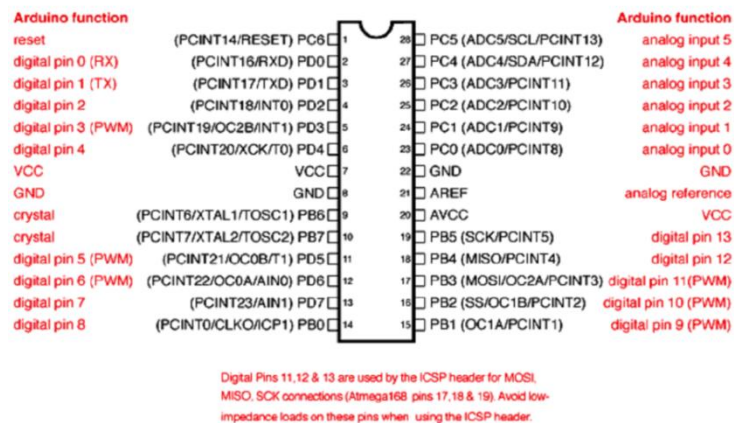 Arduino function Arduino function
reset (PCINT14/RESET) PC6 1 28 PC5 (ADC5/SCL/PCINT13) analog input 5
digital pin 0 (RX) (PCINT16/RXD) PD0 2 27 PC4 (ADC4/SDA/PCINT12) analog input 4
digital pin 1 (TX) (PCINT17/TXD) PD1 3 26 PC3 (ADC3/PCINT11) analog input 3
digital pin 2 (PCINT18/INT0) PD2 4 25 PC2 (ADC2/PCINT10) analog input 2
digital pin 3 (PWM) (PCINT19/OC2B/INT1) PD3 5 24 PC1 (ADC1/PCINT9) analog input 1
digital pin 4 (PCINT20/XCK/T0) PD4 6 23 PC0 (ADC0/PCINT8) analog input 0
VCC VCC 7 22 GND GND
GND GND 8 21 AREF analog reference
crystal (PCINT6/XTAL1/TOSC1) PB6 9 20 AVCC VCC
crystal (PCINT7/XTAL2/TOSC2) PB7 10 19 PB5 (SCK/PCINT5) digital pin 13
digital pin 5 (PWM) (PCINT21/OC0B/T1) PD5 11 18 PB4 (MISO/PCINT4) digital pin 12
digital pin 6 (PWM) (PCINT22/OC0A/AIN0) PD6 12 17 PB3 (MOSI/OC2A/PCINT3) digital pin 11(PWM)
digital pin 7 (PCINT23/AIN1) PD7 13 16 PB2 (SS/OC1B/PCINT2) digital pin 10 (PWM)
digital pin 8 (PCINT0/CLKO/ICP1) PB0 14 15 PB1 (OC1A/PCINT1) digital pin 9 (PWM)
Digital Pins 11,12 & 13 are used by the ICSP header for MOSI,
MISO, SCK connections (Atmega168 pins 17,18 & 19). Avoid low-
impedance loads on these pins when using the ICSP header.